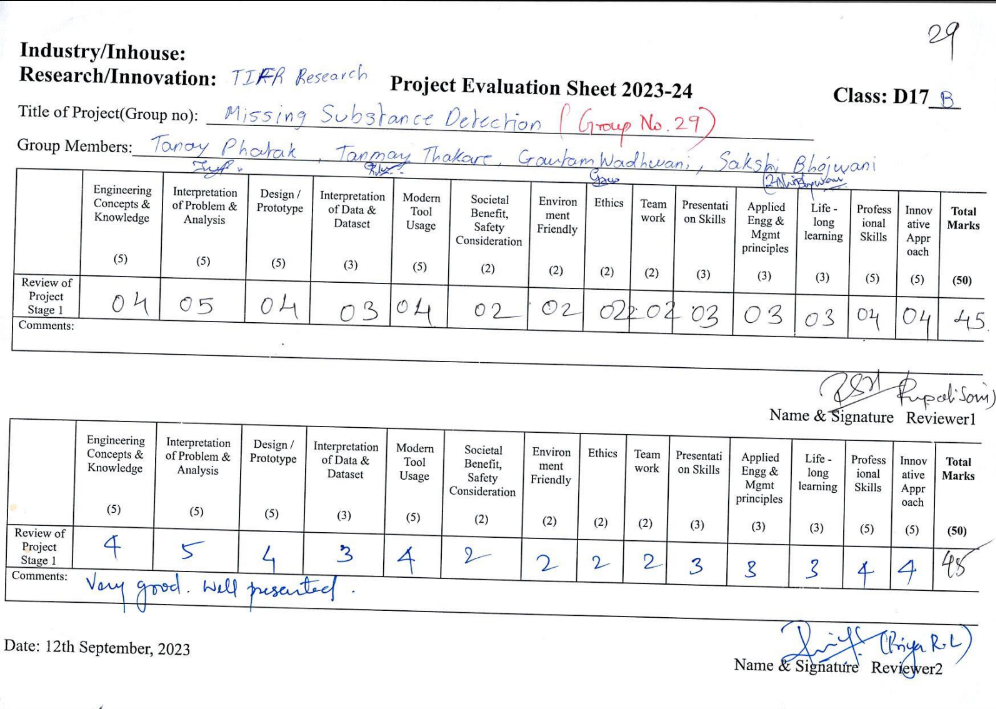 29
Industry/Inhouse:
Research/Innovation: TIFR Research
Project Evaluation Sheet 2023-24
Class: D17 B
Title of Project(Group no): Missing Substance Detection (Group No. 29)
Group Members: Tanay Phatak, Tanmay Thakare, Gautam Wadhwani, Sakshi Bhojwani
Engineering Concepts & Knowledge (5) Interpretation of Problem & Analysis (5) Design / Prototype (5) Interpretation of Data & Dataset (3) Modern Tool Usage (5) Societal Benefit, Safety Consideration (2) Environ ment Friendly (2) Ethics (2) Team work (2) Presentati on Skills (3) Applied Engg & Mgmt principles (3) Life - long learning (3) Profess ional Skills (5) Innov ative Appr oach (5) Total Marks (50)
Review of Project Stage 1 04 05 04 03 04 02 02 02 02 03 03 03 04 04 45
Comments:
Name & Signature Reviewer1
Engineering Concepts & Knowledge (5) Interpretation of Problem & Analysis (5) Design / Prototype (5) Interpretation of Data & Dataset (3) Modern Tool Usage (5) Societal Benefit, Safety Consideration (2) Environ ment Friendly (2) Ethics (2) Team work (2) Presentati on Skills (3) Applied Engg & Mgmt principles (3) Life - long learning (3) Profess ional Skills (5) Innov ative Appr oach (5) Total Marks (50)
Review of Project Stage 1 4 5 4 3 4 2 2 2 2 3 3 3 4 4 45
Comments: Very good. Well presented.
(Priya R.L)
Date: 12th September, 2023
Name & Signature Reviewer2